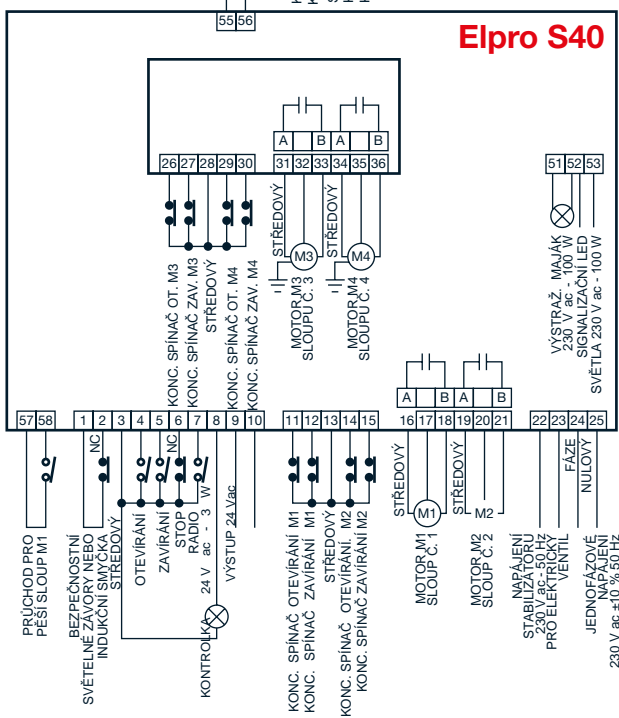 55 56
Elpro S40
A B A B
26 27 28 29 30
31 32 33 34 35 36
51 52 53
KONC. SPÍNAČ OT. M3
KONC. SPÍNAČ ZAV. M3
STŘEDOVÝ
KONC. SPÍNAČ OT. M4
KONC. SPÍNAČ ZAV. M4
STŘEDOVÝ
M3
MOTOR M3
SLOUPU Č. 3
STŘEDOVÝ
M4
MOTOR M4
SLOUPU Č. 4
VÝSTRAŽ. MAJÁK
230 V ac - 100 W
SIGNALIZAČNÍ LED
SVĚTLA 230 V ac - 100 W
A B A B
57 58
1 2 3 4 5 6 7 8 9 10
11 12 13 14 15
16 17 18 19 20 21
22 23 24 25
PRŮCHOD PRO
PĚŠÍ SLOUP M1
NC
BEZPEČNOSTNÍ
SVĚTELNÉ ZÁVORY NEBO
INDUKČNÍ SMYČKA
STŘEDOVÝ
OTEVÍRÁNÍ
ZAVÍRÁNÍ
NC
STOP
RADIO
24 V ac - 3 W
KONTROLKA
VÝSTUP 24 Vac
KONC. SPÍNAČ OTEVÍRÁNÍ M1
KONC. SPÍNAČ ZAVÍRÁNÍ M1
STŘEDOVÝ
KONC. SPÍNAČ OTEVÍRÁNÍ. M2
KONC. SPÍNAČ ZAVÍRÁNÍ M2
STŘEDOVÝ
M1
MOTOR M1
SLOUP Č. 1
STŘEDOVÝ
M2
MOTOR M2
SLOUP Č. 2
NAPÁJENÍ
STABILIZÁTORU
230 V ac - 50 Hz
PRO ELEKTRICKÝ
VENTIL
FÁZE
NULOVÝ
JEDNOFÁZOVÉ
NAPÁJENÍ
230 V ac ±10 % 50 Hz